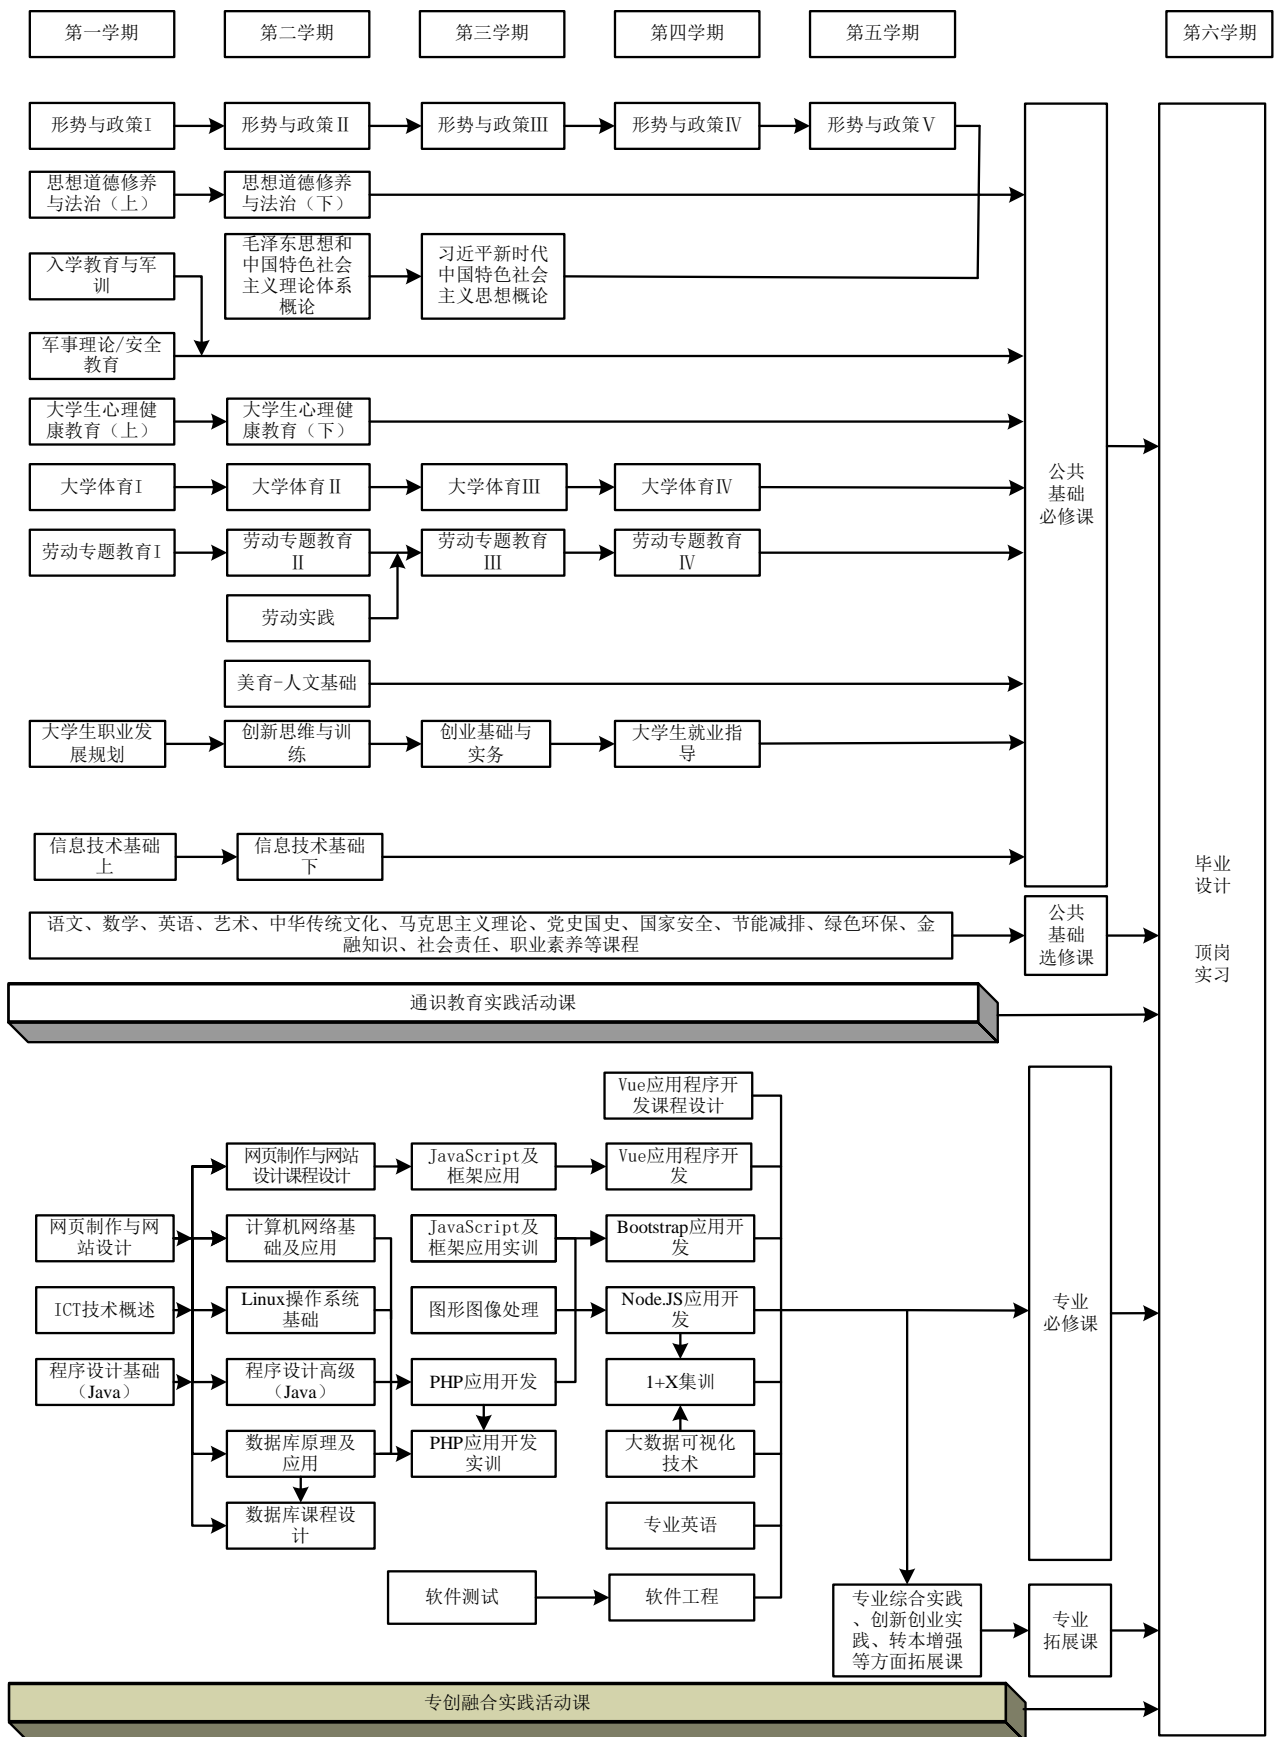 第一学期
第二学期
第三学期
第四学期
第五学期
第六学期
形势与政策I
形势与政策Ⅱ
形势与政策Ⅲ
形势与政策Ⅳ
形势与政策Ⅴ
思想道德修养
与法治（上）
思想道德修养
与法治（下）
入学教育与军
训
毛泽东思想和
中国特色社会
主义理论体系
概论
习近平新时代
中国特色社会
主义思想概论
军事理论/安全
教育
大学生心理健
康教育（上）
大学生心理健
康教育（下）
大学体育I
大学体育Ⅱ
大学体育Ⅲ
大学体育Ⅳ
劳动专题教育I
劳动专题教育
Ⅱ
劳动专题教育
Ⅲ
劳动专题教育
Ⅳ
劳动实践
美育-人文基础
大学生职业发
展规划
创新思维与训
练
创业基础与
实务
大学生就业指
导
信息技术基础
上
信息技术基础
下
公共
基础
必修课
语文、数学、英语、艺术、中华传统文化、马克思主义理论、党史国史、国家安全、节能减排、绿色环保、金
融知识、社会责任、职业素养等课程
公共
基础
选修课
毕业
设计
顶岗
实习
通识教育实践活动课
Vue应用程序开
发课程设计
网页制作与网站
设计课程设计
JavaScript及
框架应用
Vue应用程序开
发
网页制作与网
站设计
计算机网络基
础及应用
JavaScript及
框架应用实训
Bootstrap应用开
发
ICT技术概述
Linux操作系统
基础
图形图像处理
Node.JS应用开
发
专业
必修课
程序设计基础
（Java）
程序设计高级
（Java）
PHP应用开发
1+X集训
数据库原理及
应用
PHP应用开发
实训
大数据可视化
技术
数据库课程设
计
专业英语
软件测试
软件工程
专业综合实践
、创新创业实
践、转本增强
等方面拓展课
专业
拓展课
专创融合实践活动课